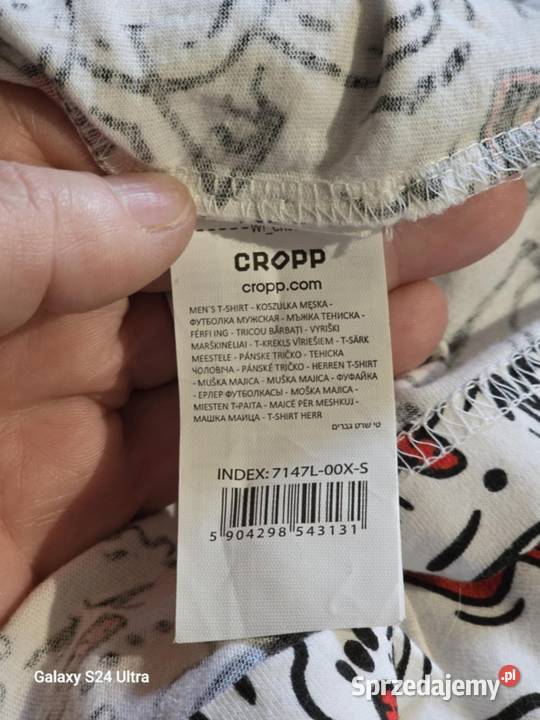 CROPP
cropp.com
MEN`S T-SHIRT - KOSZULKA MĘSKA -
ФУТБОЛКА МУЖСКАЯ - МЪЖКА ТЕНИСКА -
FÉRFI ING - TRICOU BĂRBAȚI - VYRIŠKI
MARŠKINĖLIAI - T-KREKLS VĪRIEŠIEM - T-SÄRK
MEESTELE - PÁNSKE TRIČKO - ТЕНІСКА
ЧОЛОВІЧА - PÁNSKÉ TRIČKO - HERREN T-SHIRT
- MUŠKA MAJICA - MUŠKA MAJICA - ФУФАЙКА
- ЕРЛЕР ФУТБОЛКАСЫ - MOŠKA MAJICA -
MIESTEN T-PAITA - MAICË PËR MESHKUJ -
МАШКА МАИЦА - T-SHIRT HERR
טי שרט גברים
INDEX: 7147L-00X-S
5 904298 543131
Galaxy S24 Ultra
Sprzedajemy.pl